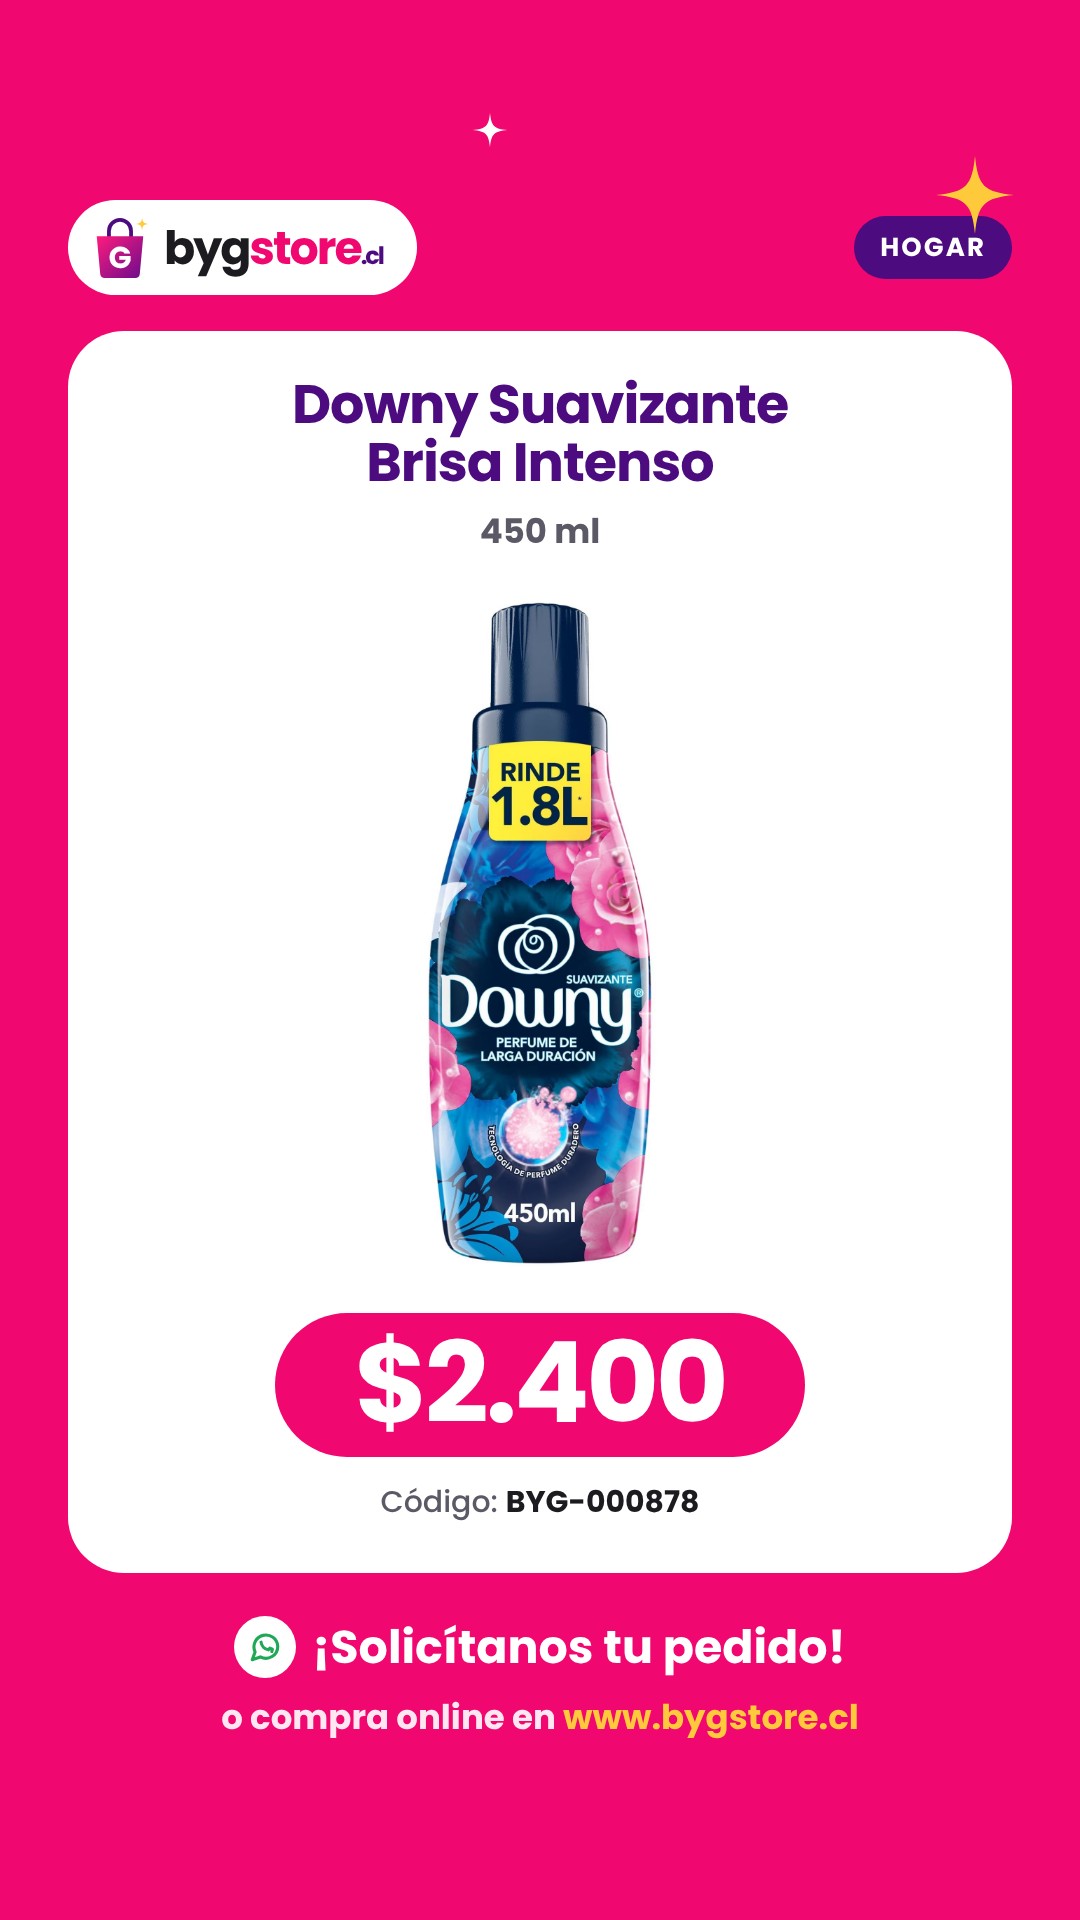 G
bygstore.cl
HOGAR
Downy Suavizante
Brisa Intenso
450 ml
RINDE
1.8L*
SUAVIZANTE
Downy®
PERFUME DE
LARGA DURACIÓN
TECNOLOGÍA DE PERFUME DURADERO
450ml
$2.400
Código: BYG-000878
¡Solicítanos tu pedido!
o compra online en www.bygstore.cl